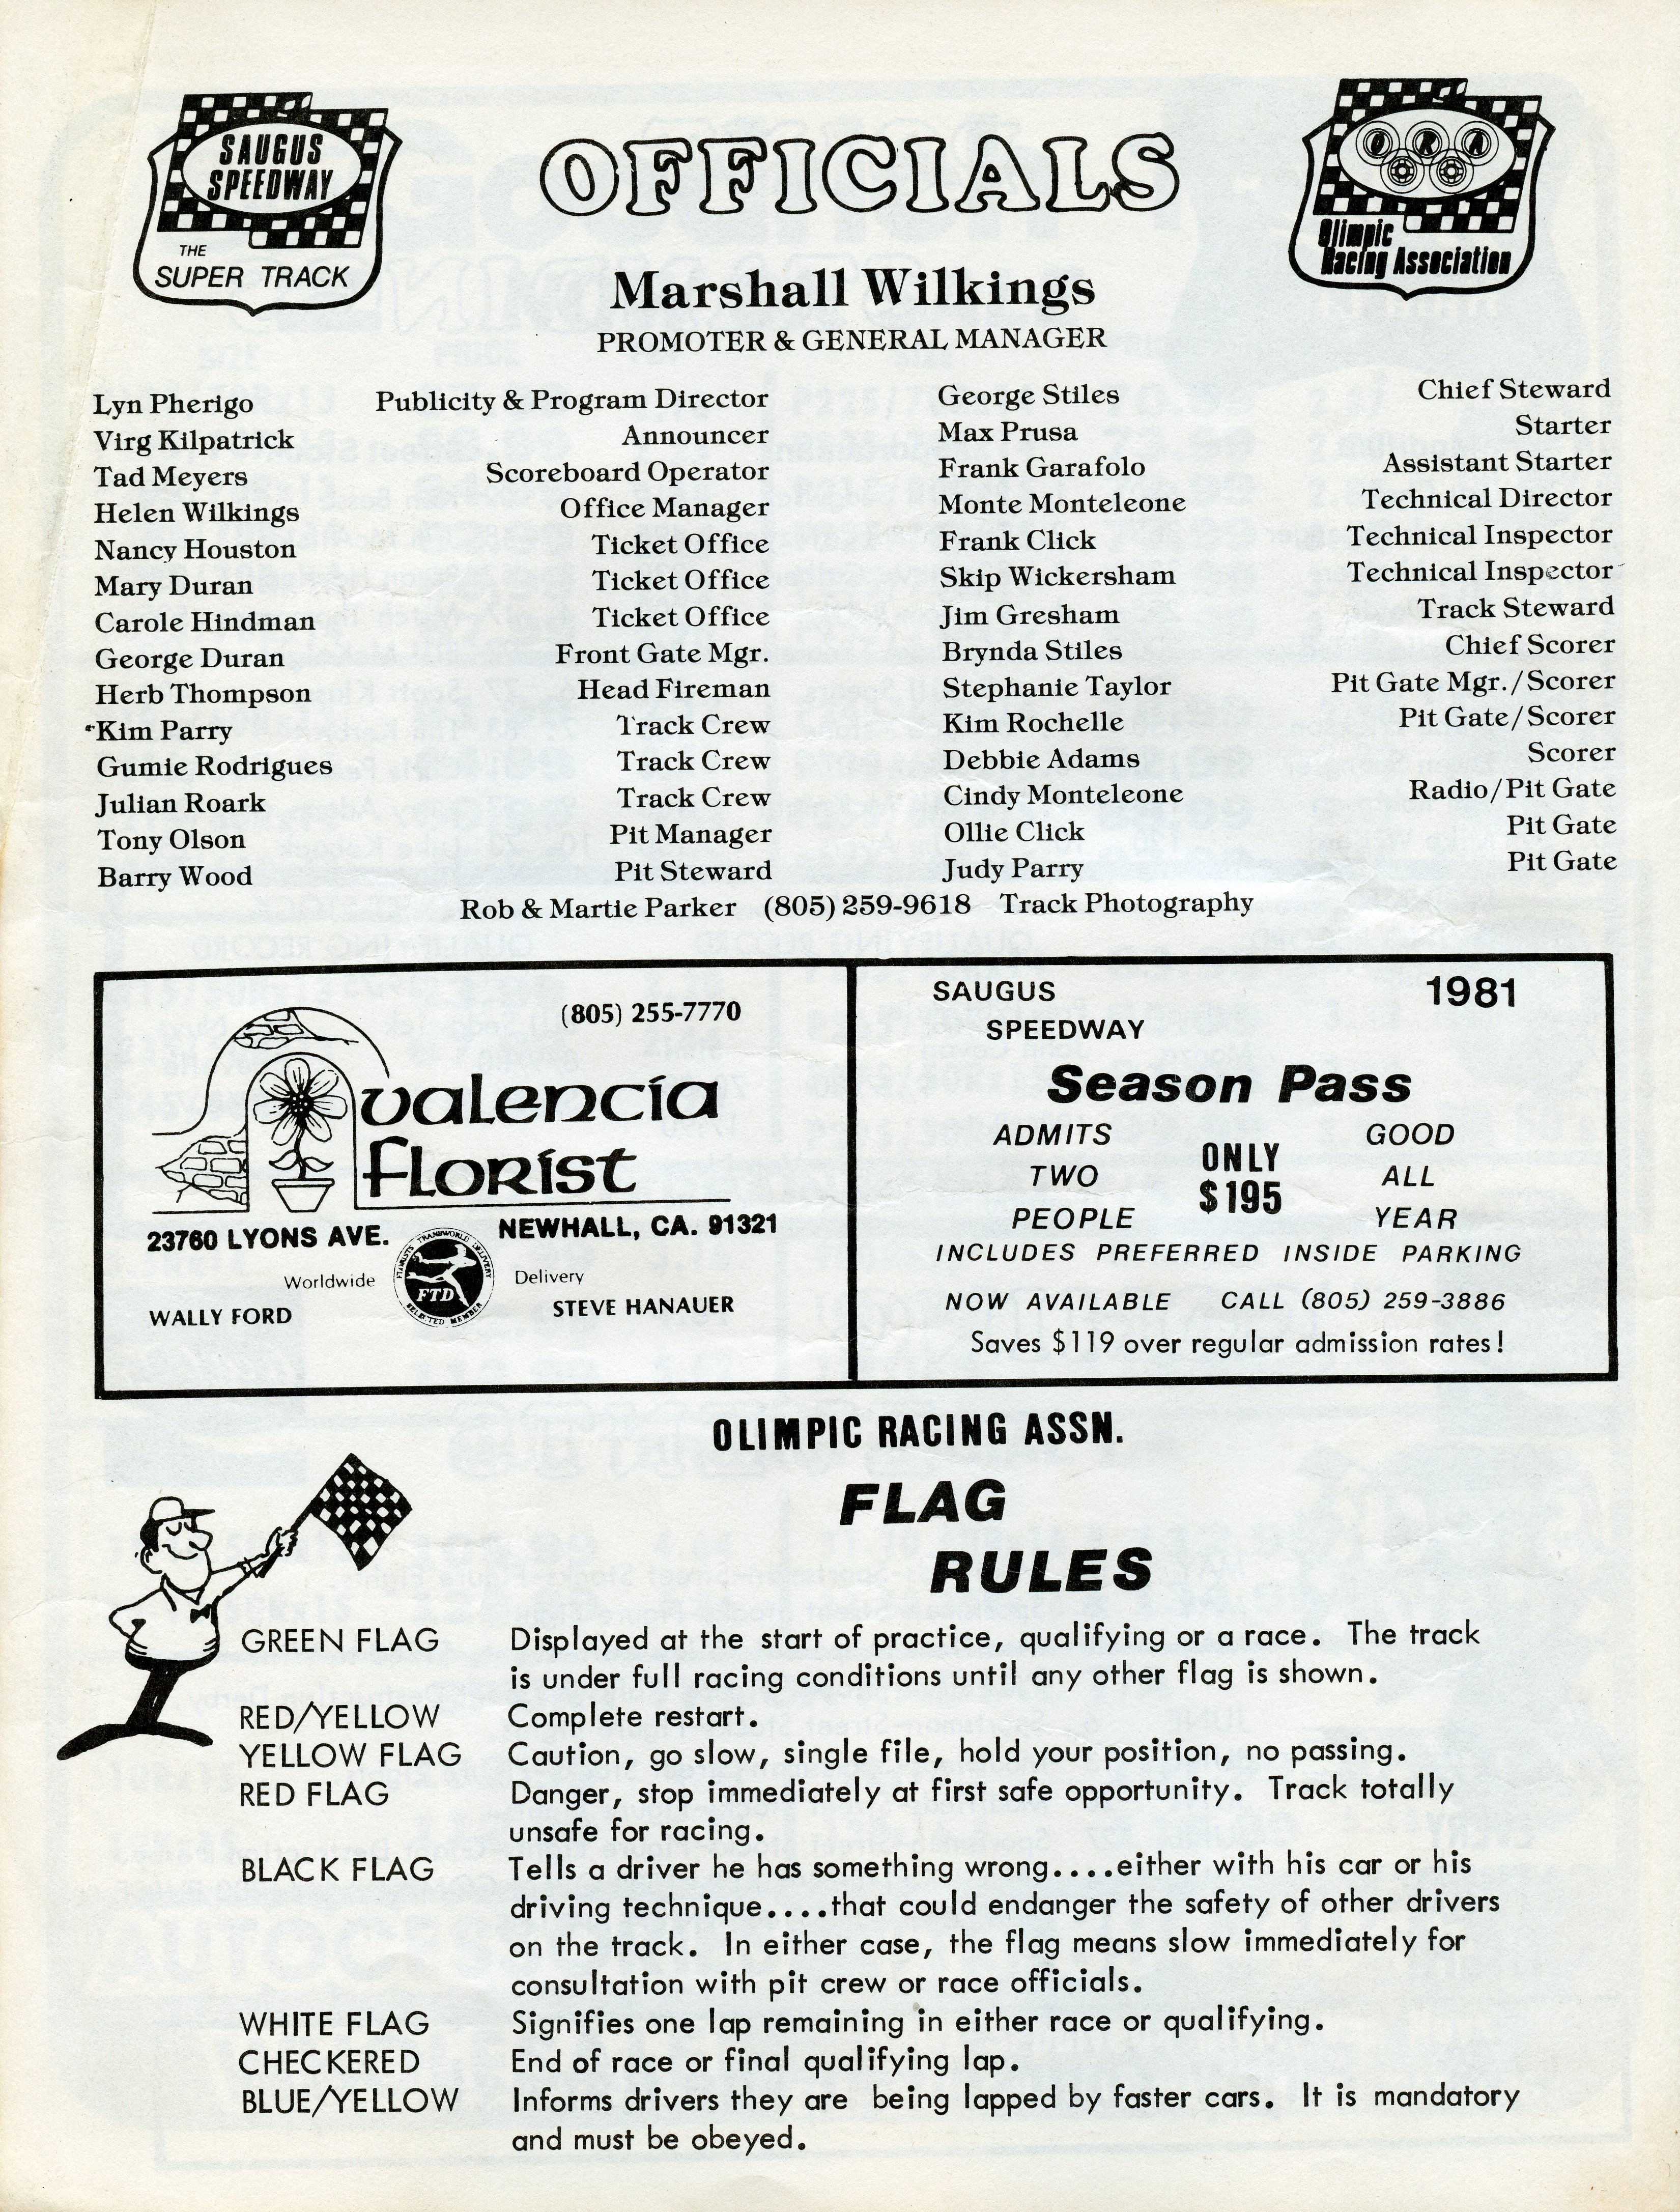 SAUGUS
SPEEDWAY
THE
SUPER TRACK
OFFICIALS
O R A
Olimpic
Racing Association
Marshall Wilkings
PROMOTER & GENERAL MANAGER
Lyn Pherigo Publicity & Program Director
Virg Kilpatrick Announcer
Tad Meyers Scoreboard Operator
Helen Wilkings Office Manager
Nancy Houston Ticket Office
Mary Duran Ticket Office
Carole Hindman Ticket Office
George Duran Front Gate Mgr.
Herb Thompson Head Fireman
Kim Parry Track Crew
Gumie Rodrigues Track Crew
Julian Roark Track Crew
Tony Olson Pit Manager
Barry Wood Pit Steward
George Stiles Chief Steward
Max Prusa Starter
Frank Garafolo Assistant Starter
Monte Monteleone Technical Director
Frank Click Technical Inspector
Skip Wickersham Technical Inspector
Jim Gresham Track Steward
Brynda Stiles Chief Scorer
Stephanie Taylor Pit Gate Mgr./Scorer
Kim Rochelle Pit Gate/Scorer
Debbie Adams Scorer
Cindy Monteleone Radio/Pit Gate
Ollie Click Pit Gate
Judy Parry Pit Gate
Rob & Martie Parker (805) 259-9618 Track Photography
(805) 255-7770
valencia
florist
23760 LYONS AVE. NEWHALL, CA. 91321
FLORISTS TRANSWORLD DELIVERY
FTD
SELECTED MEMBER
Worldwide Delivery
WALLY FORD STEVE HANAUER
SAUGUS 1981
SPEEDWAY
Season Pass
ADMITS
TWO
PEOPLE
ONLY
$195
GOOD
ALL
YEAR
INCLUDES PREFERRED INSIDE PARKING
NOW AVAILABLE CALL (805) 259-3886
Saves $119 over regular admission rates!
OLIMPIC RACING ASSN.
FLAG
RULES
GREEN FLAG Displayed at the start of practice, qualifying or a race. The track
is under full racing conditions until any other flag is shown.
RED/YELLOW Complete restart.
YELLOW FLAG Caution, go slow, single file, hold your position, no passing.
RED FLAG Danger, stop immediately at first safe opportunity. Track totally
unsafe for racing.
BLACK FLAG Tells a driver he has something wrong....either with his car or his
driving technique....that could endanger the safety of other drivers
on the track. In either case, the flag means slow immediately for
consultation with pit crew or race officials.
WHITE FLAG Signifies one lap remaining in either race or qualifying.
CHECKERED End of race or final qualifying lap.
BLUE/YELLOW Informs drivers they are being lapped by faster cars. It is mandatory
and must be obeyed.